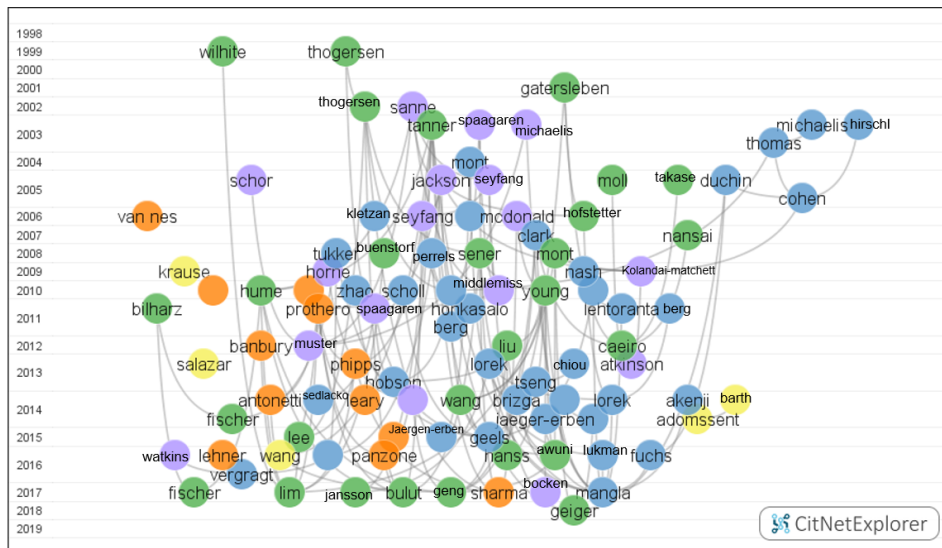 1998
1999
wilhite
thogersen
2000
2001
gatersleben
2002
thogersen
sanne
tanner
spaagaren
michaelis
michaelis
hirschl
2003
thomas
2004
mont
schor
jackson
seyfang
moll
takase
duchin
2005
cohen
2006
van nes
kletzan
seyfang
mcdonald
hofstetter
2007
clark
nansai
2008
tukker
buenstorf
perrels
sener
mont
2009
krause
horne
nash
Kolandai-matchett
2010
hume
zhao
scholl
middlemiss
young
2011
bilharz
prothero
spaagaren
honkasalo
lentoranta
berg
berg
2012
banbury
muster
liu
caeiro
2013
salazar
phipps
lorek
chiou
atkinson
hobson
tseng
2014
antonetti
sedlacko
leary
wang
brizga
lorek
akenji
barth
fischer
jaeger-erben
adomssent
2015
lee
Jaergen-erben
geels
2016
watkins
lehner
wang
panzone
hanss
awuni
lukman
fuchs
vergragt
2017
fischer
lim
jansson
bulut
geng
sharma
bocken
mangla
2018
geiger
2019
CitNetExplorer